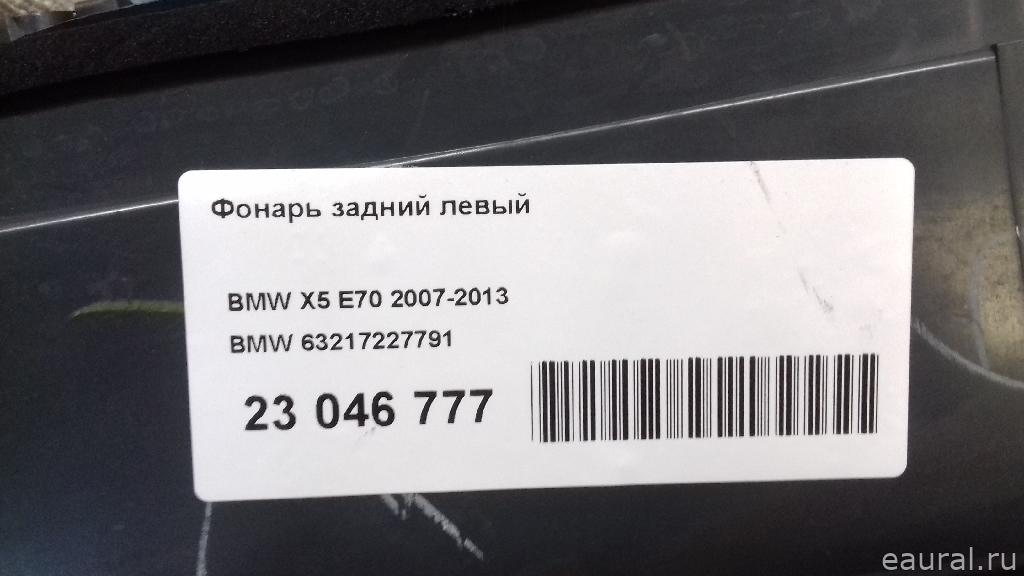 Фонарь задний левый
BMW X5 E70 2007-2013
BMW 63217227791
23 046 777
eaural.ru